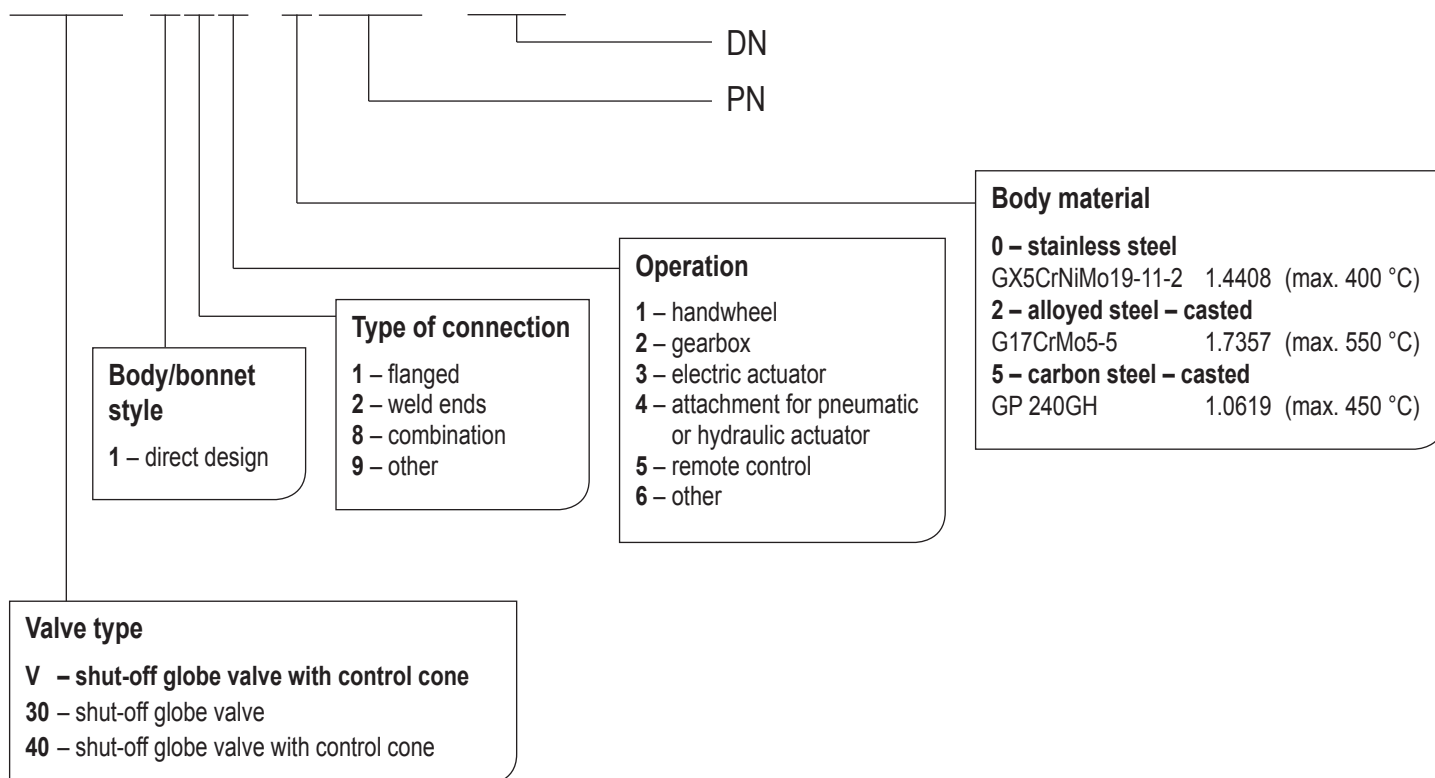 DN
PN
Body material
0 – stainless steel
GX5CrNiMo19-11-2 1.4408 (max. 400 °C)
2 – alloyed steel – casted
G17CrMo5-5 1.7357 (max. 550 °C)
5 – carbon steel – casted
GP 240GH 1.0619 (max. 450 °C)
Operation
1 – handwheel
2 – gearbox
3 – electric actuator
4 – attachment for pneumatic
or hydraulic actuator
5 – remote control
6 – other
Type of connection
1 – flanged
2 – weld ends
8 – combination
9 – other
Body/bonnet
style
1 – direct design
Valve type
V – shut-off globe valve with control cone
30 – shut-off globe valve
40 – shut-off globe valve with control cone